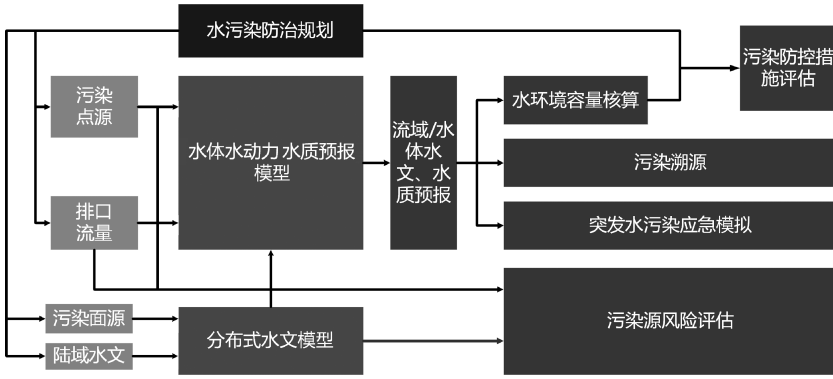 水污染防治规划
污染防控措
施评估
污染
点源
水体水动力 水质预报
模型
流域/水
体水
文、水
质预报
水环境容量核算
污染溯源
排口
流量
突发水污染应急模拟
污染面源
分布式水文模型
污染源风险评估
陆域水文